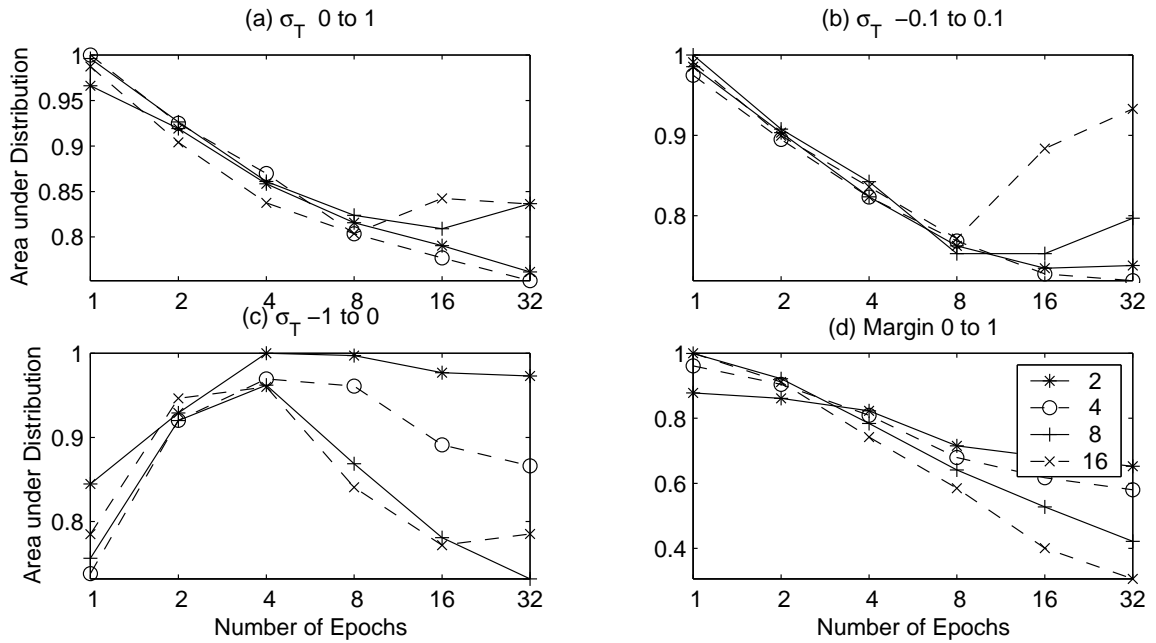 (a) σ_T 0 to 1
Area under Distribution
1
0.95
0.9
0.85
0.8
1 2 4 8 16 32
(b) σ_T −0.1 to 0.1
1
0.9
0.8
1 2 4 8 16 32
(c) σ_T −1 to 0
Area under Distribution
1
0.9
0.8
1 2 4 8 16 32
Number of Epochs
(d) Margin 0 to 1
1
0.8
0.6
0.4
2
4
8
16
1 2 4 8 16 32
Number of Epochs